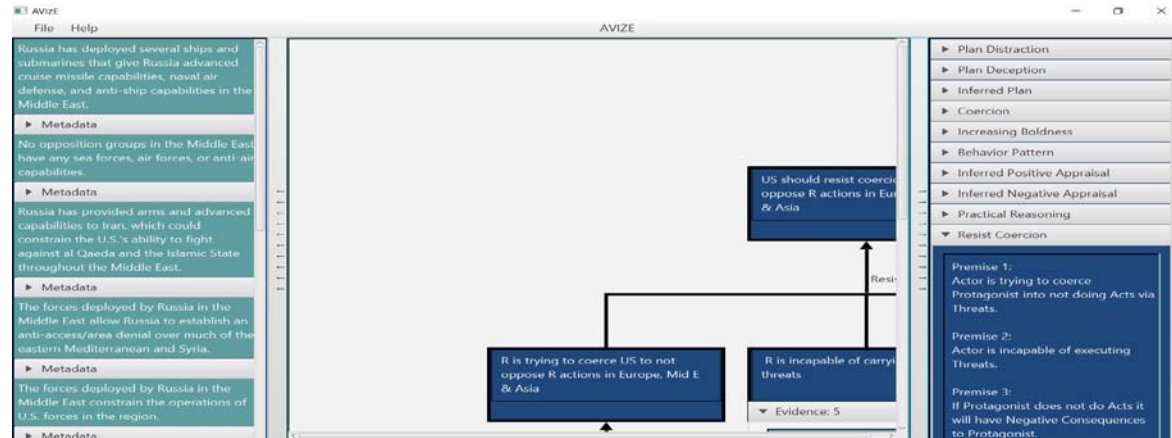 AVIZE
File Help
AVIZE
Russia has deployed several ships and
submarines that give Russia advanced
cruise missile capabilities, naval air
defense, and anti-ship capabilities in the
Middle East.
Metadata
No opposition groups in the Middle East
have any sea forces, air forces, or anti-air
capabilities.
Metadata
Russia has provided arms and advanced
capabilities to Iran, which could
constrain the U.S.'s ability to fight
against al Qaeda and the Islamic State
throughout the Middle East.
Metadata
The forces deployed by Russia in the
Middle East allow Russia to establish an
anti-access/area denial over much of the
eastern Mediterranean and Syria.
Metadata
The forces deployed by Russia in the
Middle East constrain the operations of
U.S. forces in the region.
Metadata
US should resist coercio
oppose R actions in Eur
& Asia
Resis
R is trying to coerce US to not
oppose R actions in Europe, Mid E
& Asia
R is incapable of carryi
threats
Evidence: 5
Plan Distraction
Plan Deception
Inferred Plan
Coercion
Increasing Boldness
Behavior Pattern
Inferred Positive Appraisal
Inferred Negative Appraisal
Practical Reasoning
Resist Coercion
Premise 1:
Actor is trying to coerce
Protagonist into not doing Acts via
Threats.
Premise 2:
Actor is incapable of executing
Threats.
Premise 3:
If Protagonist does not do Acts it
will have Negative Consequences
to Protagonist.